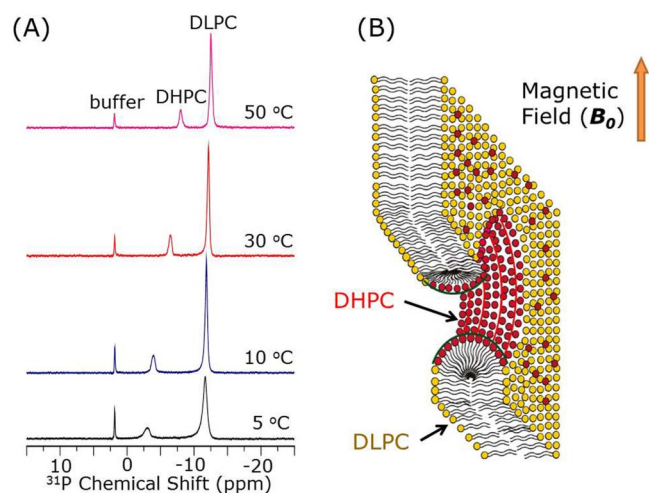 (A)
DLPC
buffer
DHPC
50 °C
30 °C
10 °C
5 °C
10 0 -10 -20
³¹P Chemical Shift (ppm)
(B)
Magnetic
Field (B₀)
DHPC
DLPC